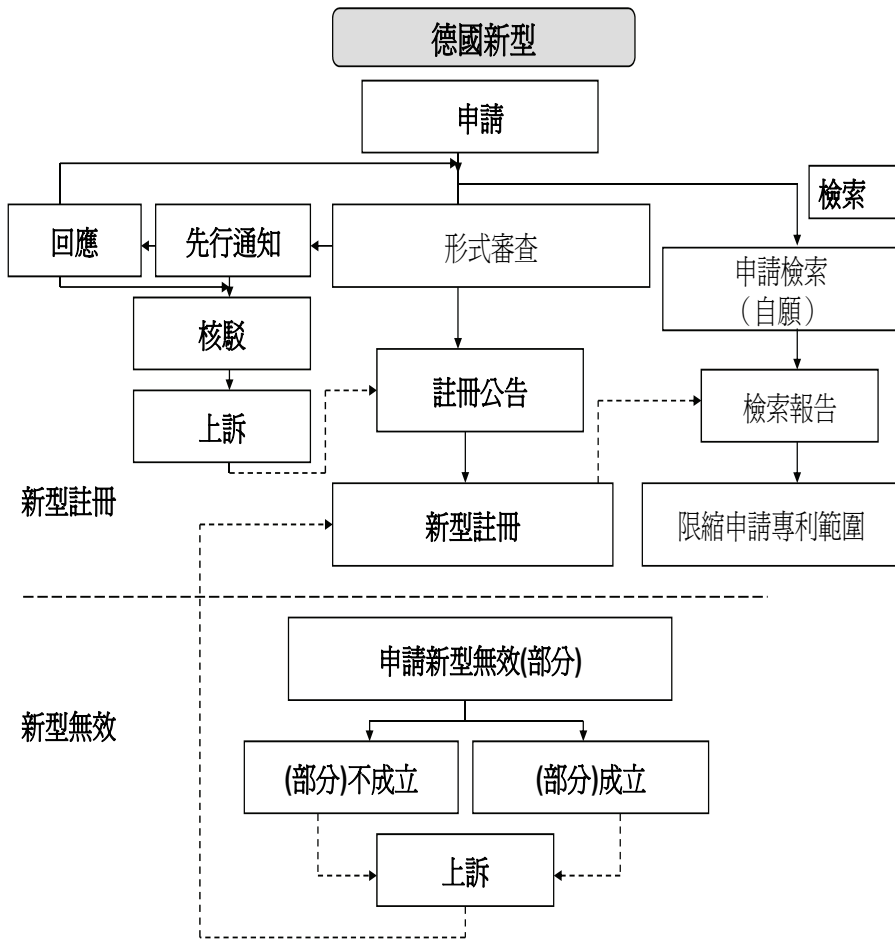 德國新型
申請
檢索
回應
先行通知
形式審查
申請檢索
（自願）
核駁
註冊公告
檢索報告
上訴
新型註冊
新型註冊
限縮申請專利範圍
申請新型無效(部分)
新型無效
(部分)不成立
(部分)成立
上訴